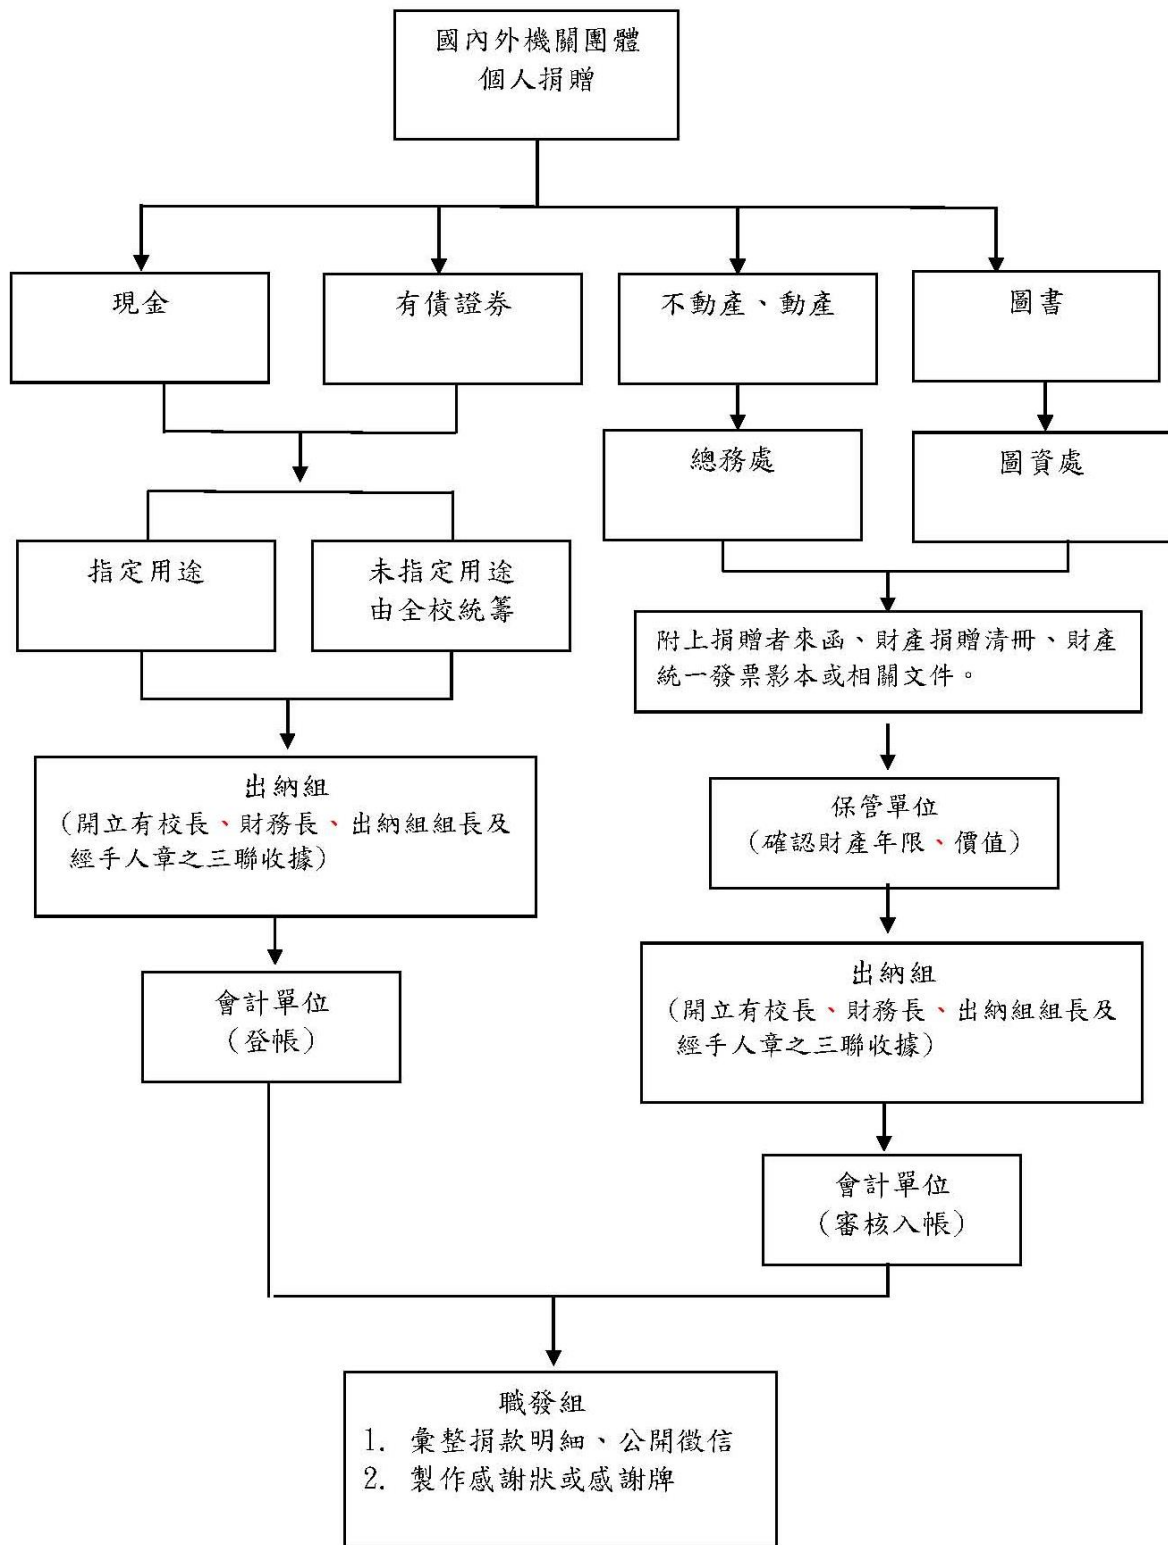 國內外機關團體
個人捐贈
現金
有債證券
不動產、動產
圖書
總務處
圖資處
指定用途
未指定用途
由全校統籌
附上捐贈者來函、財產捐贈清冊、財產
統一發票影本或相關文件。
出納組
（開立有校長、財務長、出納組組長及
經手人章之三聯收據）
保管單位
（確認財產年限、價值）
會計單位
（登帳）
出納組
（開立有校長、財務長、出納組組長及
經手人章之三聯收據）
會計單位
（審核入帳）
職發組
1. 彙整捐款明細、公開徵信
2. 製作感謝狀或感謝牌